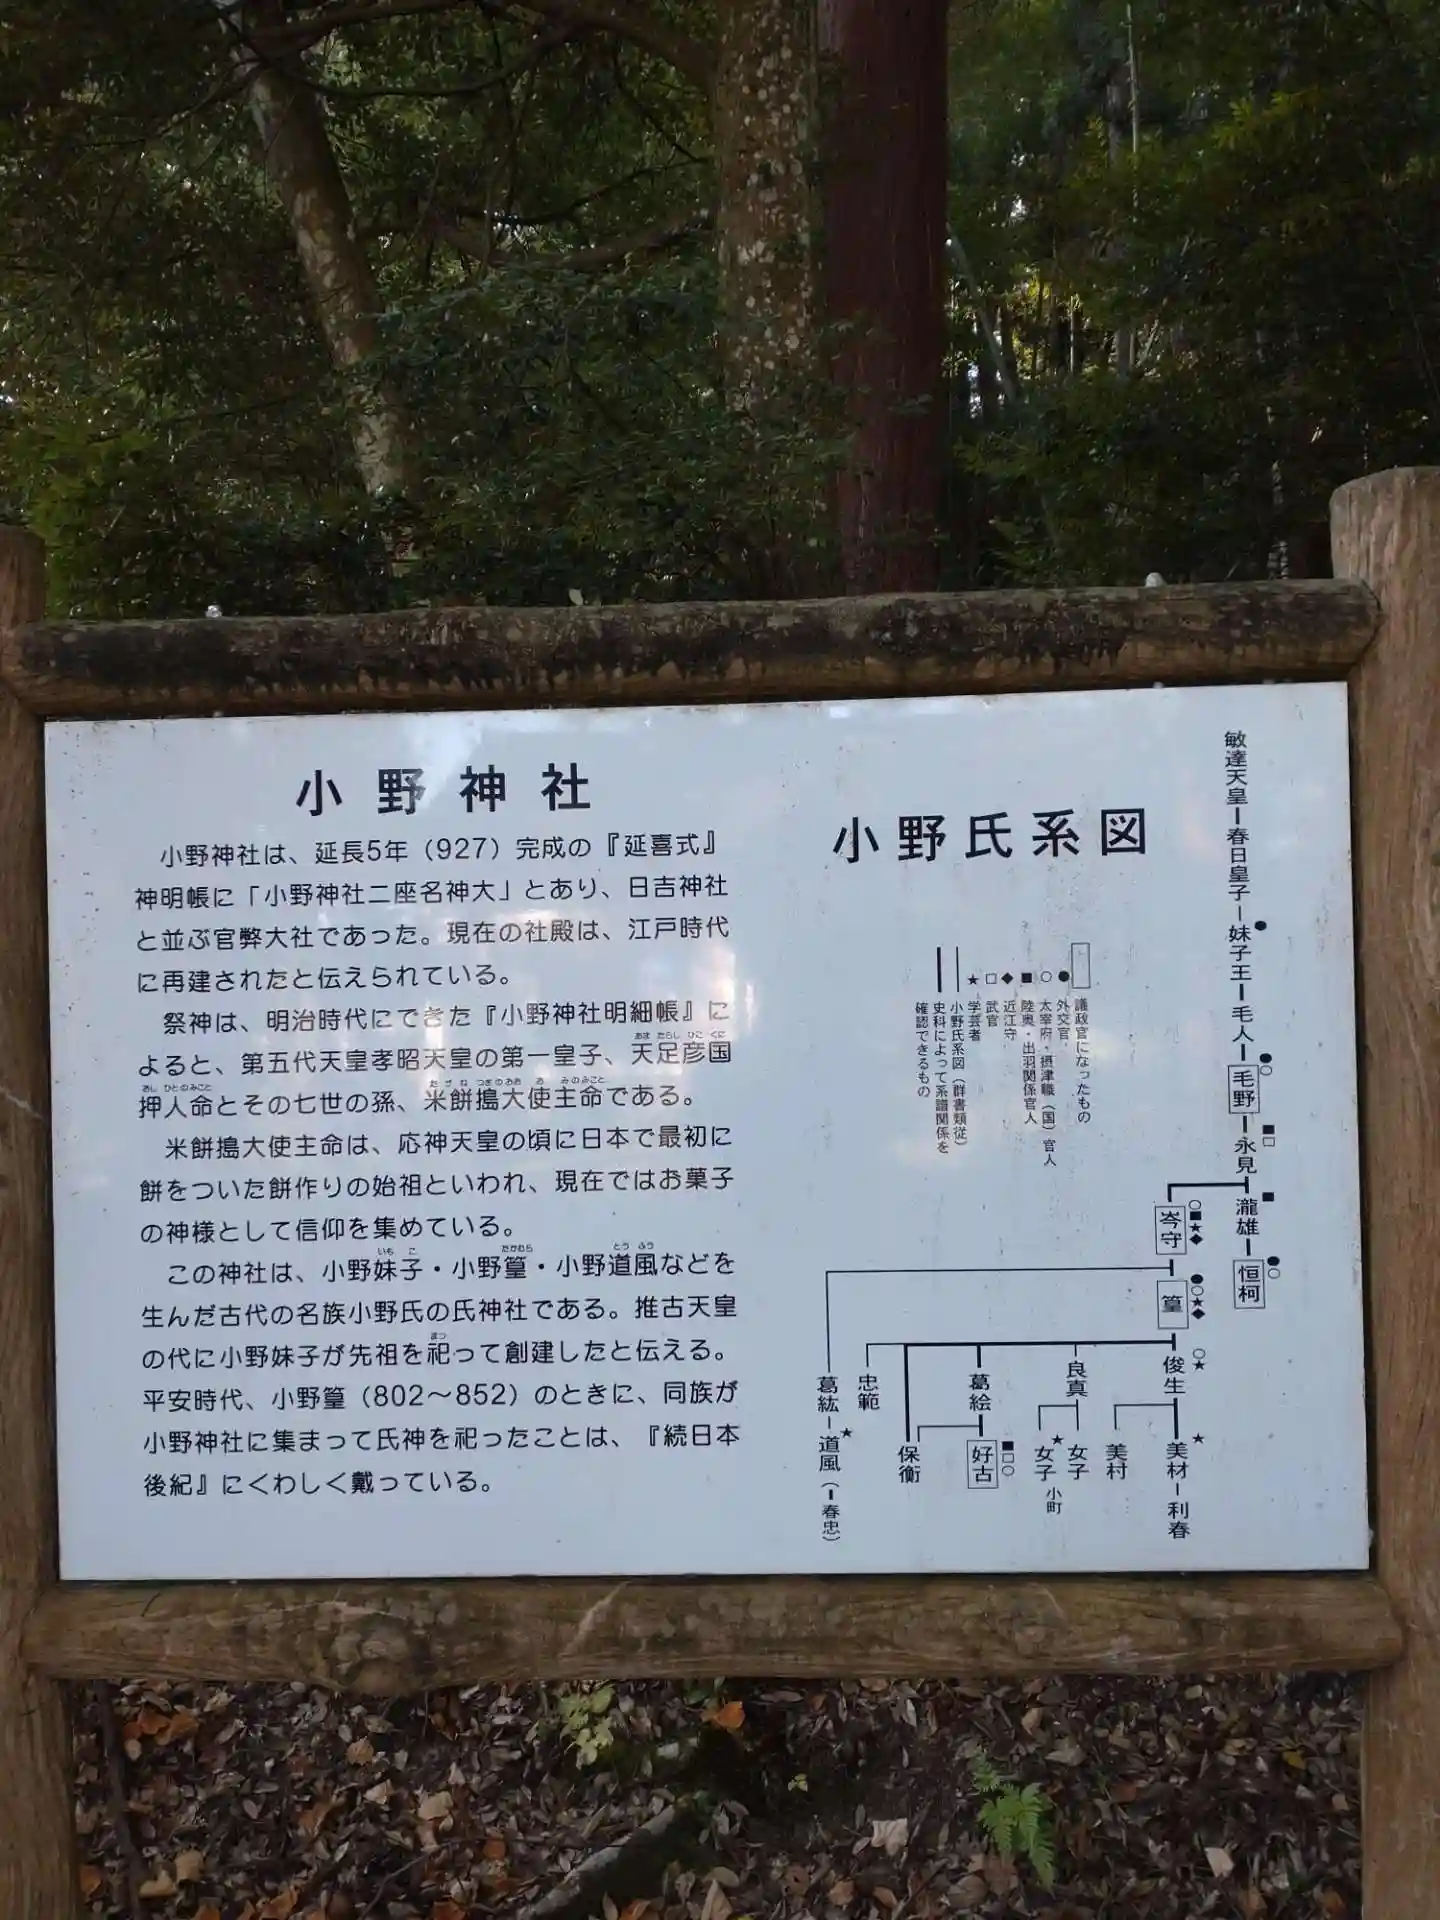 小野神社
小野神社は、延長5年（927）完成の『延喜式』
神明帳に「小野神社二座名神大」とあり、日吉神社
と並ぶ官弊大社であった。現在の社殿は、江戸時代
に再建されたと伝えられている。
祭神は、明治時代にできた『小野神社明細帳』に
よると、第五代天皇孝昭天皇の第一皇子、天足彦国
押人命とその七世の孫、米餅搗大使主命である。
米餅搗大使主命は、応神天皇の頃に日本で最初に
餅をついた餅作りの始祖といわれ、現在ではお菓子
の神様として信仰を集めている。
この神社は、小野妹子・小野篁・小野道風などを
生んだ古代の名族小野氏の氏神社である。推古天皇
の代に小野妹子が先祖を祀って創建したと伝える。
平安時代、小野篁（802〜852）のときに、同族が
小野神社に集まって氏神を祀ったことは、『続日本
後紀』にくわしく戴っている。
小野氏系図
議政官になったもの
●外交官
○太宰府・摂津職（国）官人
■陸奥・出羽関係官人
◆近江守
□武官
★学芸者
小野氏系図（群書類従）
史料によって系譜関係を
確認できるもの
敏達天皇ー春日皇子ー妹子王ー毛人ー毛野ー永見
●
●○
■□
瀧雄ー恒柯
■
●○
岑守
○■★◆
篁
●○★◆
俊生
○★
良真
葛絵
忠範
美材ー利春
★
美村
女子
女子 小町
★
好古
■□○
保衡
葛絃ー道風（ー春忠）
★